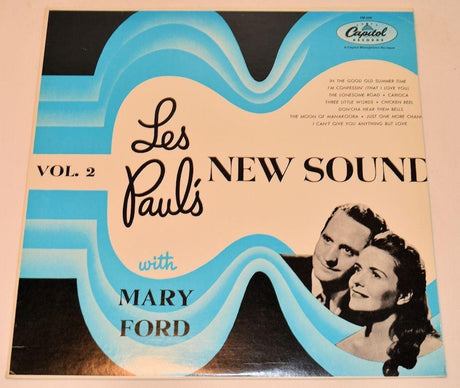 Capitol
RECORDS
IN THE GOOD OLD SUMMER TIME
I'M CONFESSIN' (THAT I LOVE YOU)
THE LONESOME ROAD • CARIOCA
THREE LITTLE WORDS • CHICKEN REEL
DON'CHA HEAR THEM BELLS
THE MOON OF MANAKOORA • JUST ONE MORE CHAN
I CAN'T GIVE YOU ANYTHING BUT LOVE
Les
Paul's
NEW SOUND
VOL. 2
with
MARY
FORD